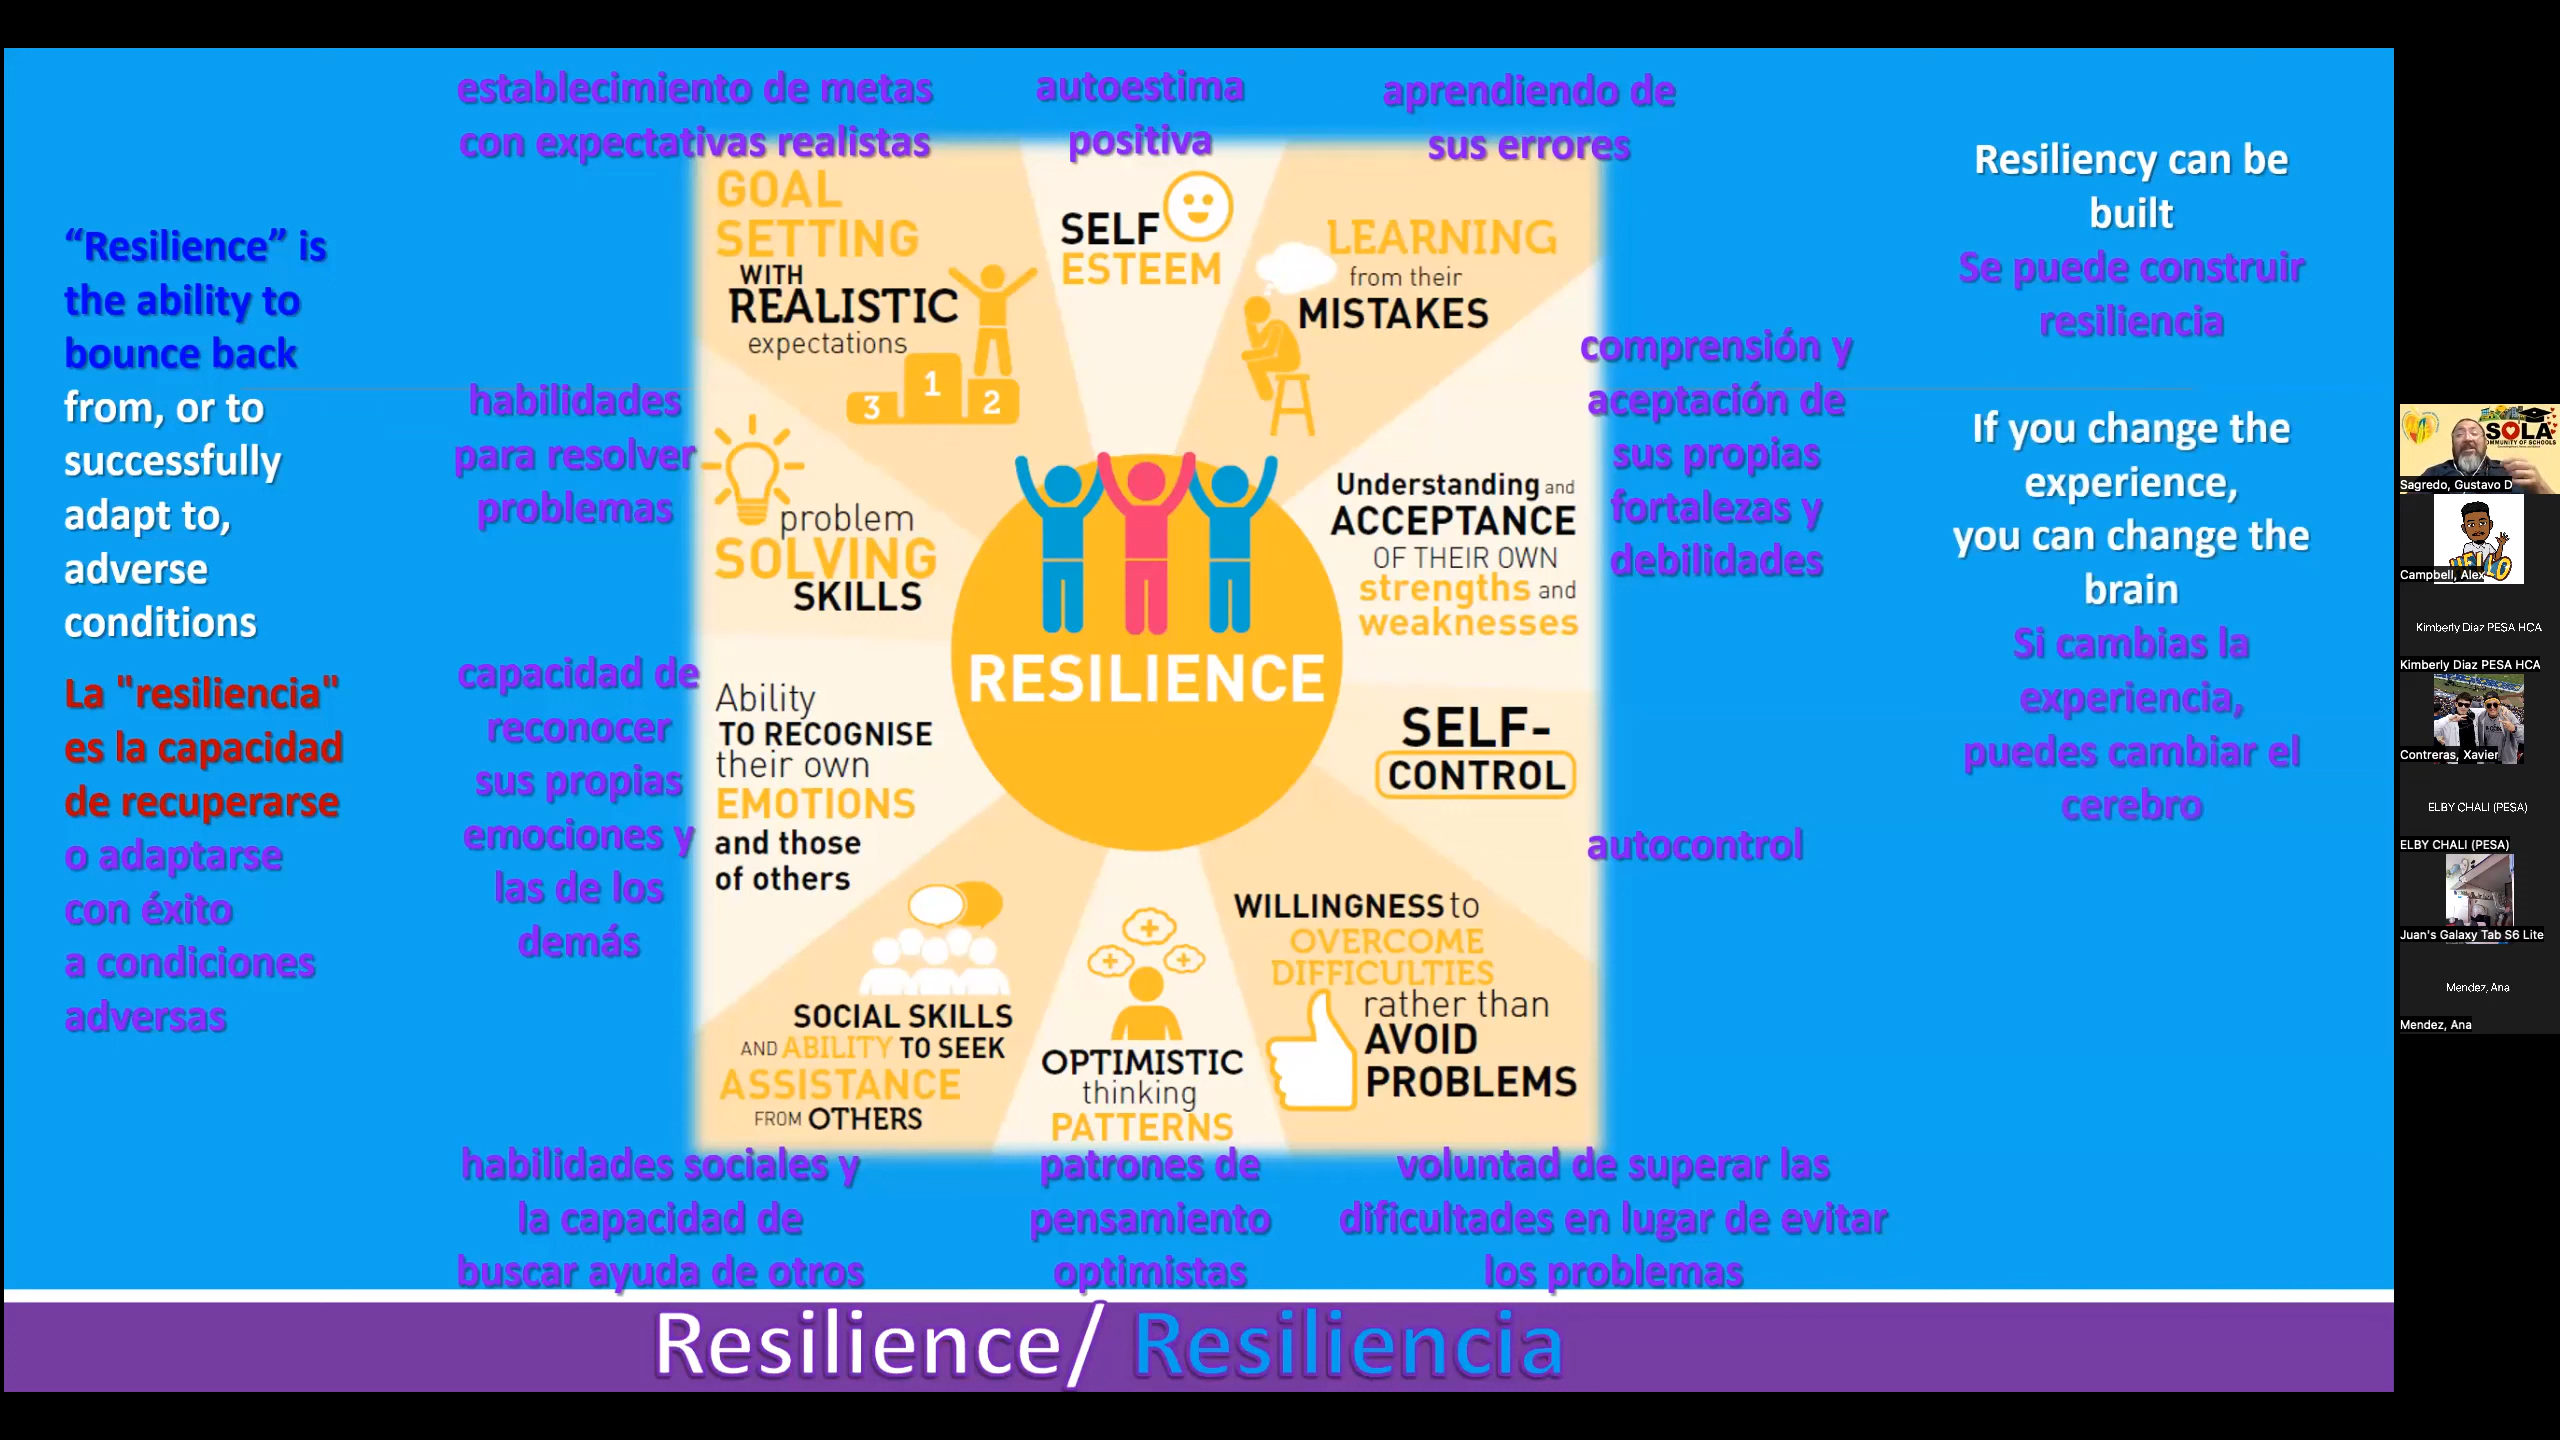 establecimiento de metas
con expectativas realistas
autoestima
positiva
aprendiendo de
sus errores
“Resilience” is
the ability to
bounce back
from, or to
successfully
adapt to,
adverse
conditions
La "resiliencia"
es la capacidad
de recuperarse
o adaptarse
con éxito
a condiciones
adversas
habilidades
para resolver
problemas
capacidad de
reconocer
sus propias
emociones y
las de los
demás
GOAL
SETTING
WITH
REALISTIC
expectations
3 1 2
SELF
ESTEEM
LEARNING
from their
MISTAKES
problem
SOLVING
SKILLS
Understanding and
ACCEPTANCE
OF THEIR OWN
strengths and
weaknesses
RESILIENCE
Ability
TO RECOGNISE
their own
EMOTIONS
and those
of others
SELF-
CONTROL
SOCIAL SKILLS
AND ABILITY TO SEEK
ASSISTANCE
FROM OTHERS
OPTIMISTIC
thinking
PATTERNS
WILLINGNESS to
OVERCOME
DIFFICULTIES
rather than
AVOID
PROBLEMS
comprensión y
aceptación de
sus propias
fortalezas y
debilidades
autocontrol
Resiliency can be
built
Se puede construir
resiliencia
If you change the
experience,
you can change the
brain
Si cambias la
experiencia,
puedes cambiar el
cerebro
habilidades sociales y
la capacidad de
buscar ayuda de otros
patrones de
pensamiento
optimistas
voluntad de superar las
dificultades en lugar de evitar
los problemas
Resilience/ Resiliencia
SOLA
COMMUNITY OF SCHOOLS
Sagredo, Gustavo D
HELLO
Campbell, Alex
Kimberly Diaz PESA HCA
Kimberly Diaz PESA HCA
Contreras, Xavier
ELBY CHALI (PESA)
ELBY CHALI (PESA)
Juan's Galaxy Tab S6 Lite
Mendez, Ana
Mendez, Ana